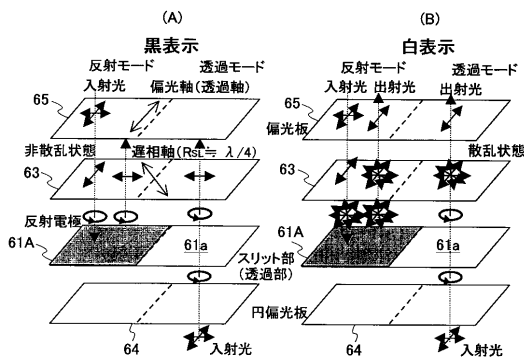 (A)
黒表示
反射モード
透過モード
入射光
偏光軸(透過軸)
65
非散乱状態
遅相軸(RSL≒ λ/4)
63
反射電極
61A
61a
スリット部
(透過部)
円偏光板
64
入射光
(B)
白表示
反射モード
透過モード
入射光 出射光
出射光
65
偏光板
63
散乱状態
61A
61a
64
入射光